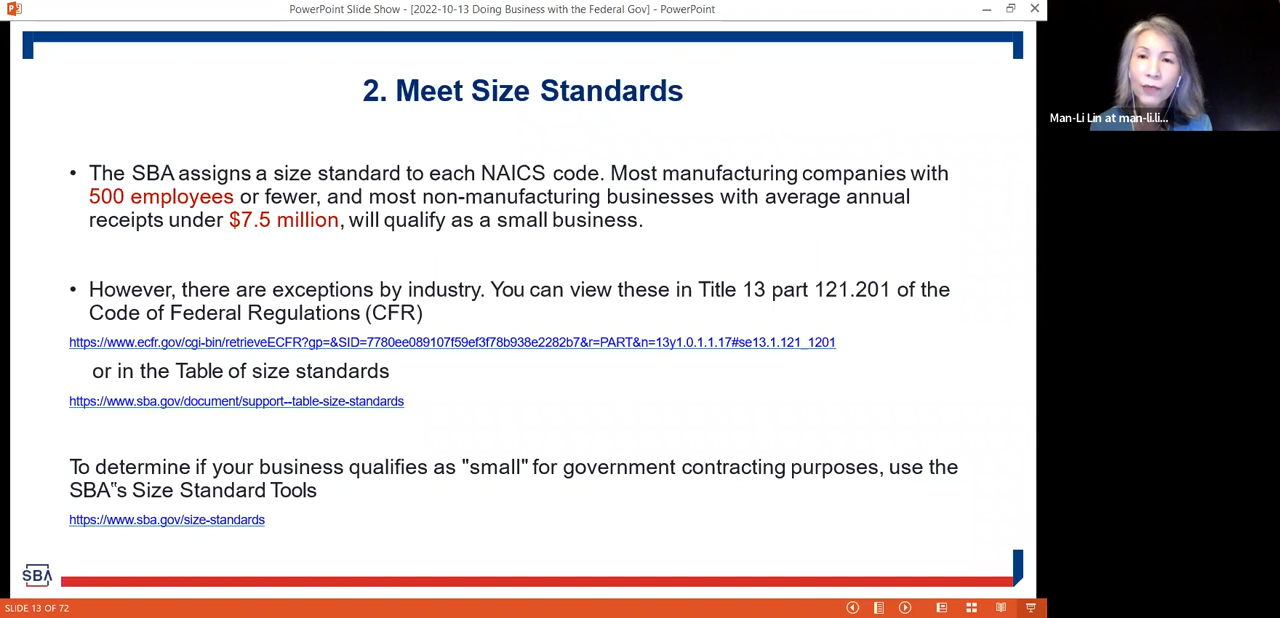 PowerPoint Slide Show - [2022-10-13 Doing Business with the Federal Gov] - PowerPoint
2. Meet Size Standards
• The SBA assigns a size standard to each NAICS code. Most manufacturing companies with
500 employees or fewer, and most non-manufacturing businesses with average annual
receipts under $7.5 million, will qualify as a small business.
• However, there are exceptions by industry. You can view these in Title 13 part 121.201 of the
Code of Federal Regulations (CFR)
https://www.ecfr.gov/cgi-bin/retrieveECFR?gp=&SID=7780ee089107f59ef3f78b938e2282b7&r=PART&n=13y1.0.1.1.17#se13.1.121_1201
or in the Table of size standards
https://www.sba.gov/document/support--table-size-standards
To determine if your business qualifies as "small" for government contracting purposes, use the
SBA‟s Size Standard Tools
https://www.sba.gov/size-standards
SBA
SLIDE 13 OF 72
Man-Li Lin at man-li.li...